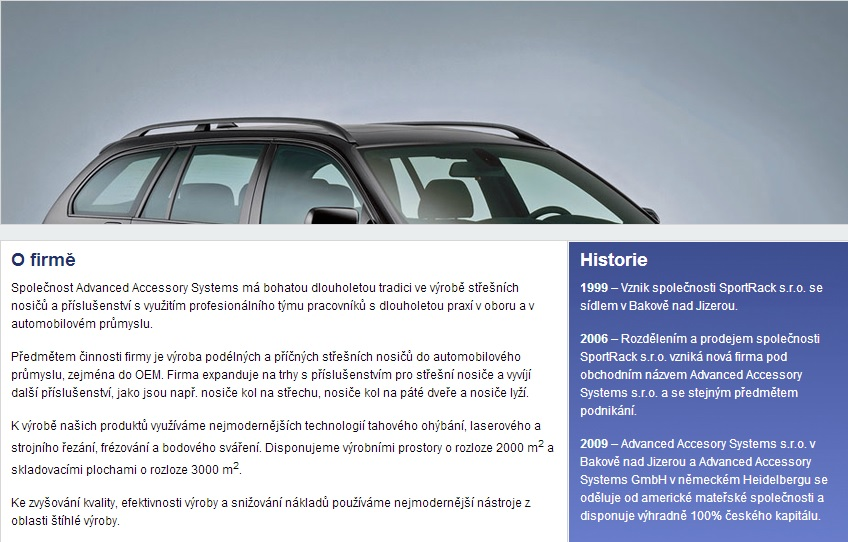 O firmě
Společnost Advanced Accessory Systems má bohatou dlouholetou tradici ve výrobě střešních
nosičů a příslušenství s využitím profesionálního týmu pracovníků s dlouholetou praxí v oboru a v
automobilovém průmyslu.
Předmětem činnosti firmy je výroba podélných a příčných střešních nosičů do automobilového
průmyslu, zejména do OEM. Firma expanduje na trhy s příslušenstvím pro střešní nosiče a vyvíjí
další příslušenství, jako jsou např. nosiče kol na střechu, nosiče kol na páté dveře a nosiče lyží.
K výrobě našich produktů využíváme nejmodernějších technologií tahového ohýbání, laserového a
strojního řezání, frézování a bodového sváření. Disponujeme výrobními prostory o rozloze 2000 m² a
skladovacími plochami o rozloze 3000 m².
Ke zvyšování kvality, efektivnosti výroby a snižování nákladů používáme nejmodernější nástroje z
oblasti štíhlé výroby.
Historie
1999 – Vznik společnosti SportRack s.r.o. se
sídlem v Bakově nad Jizerou.
2006 – Rozdělením a prodejem společnosti
SportRack s.r.o. vzniká nová firma pod
obchodním názvem Advanced Accessory
Systems s.r.o. a se stejným předmětem
podnikání.
2009 – Advanced Accesory Systems s.r.o. v
Bakově nad Jizerou a Advanced Accessory
Systems GmbH v německém Heidelbergu se
oděluje od americké mateřské společnosti a
disponuje výhradně 100% českého kapitálu.